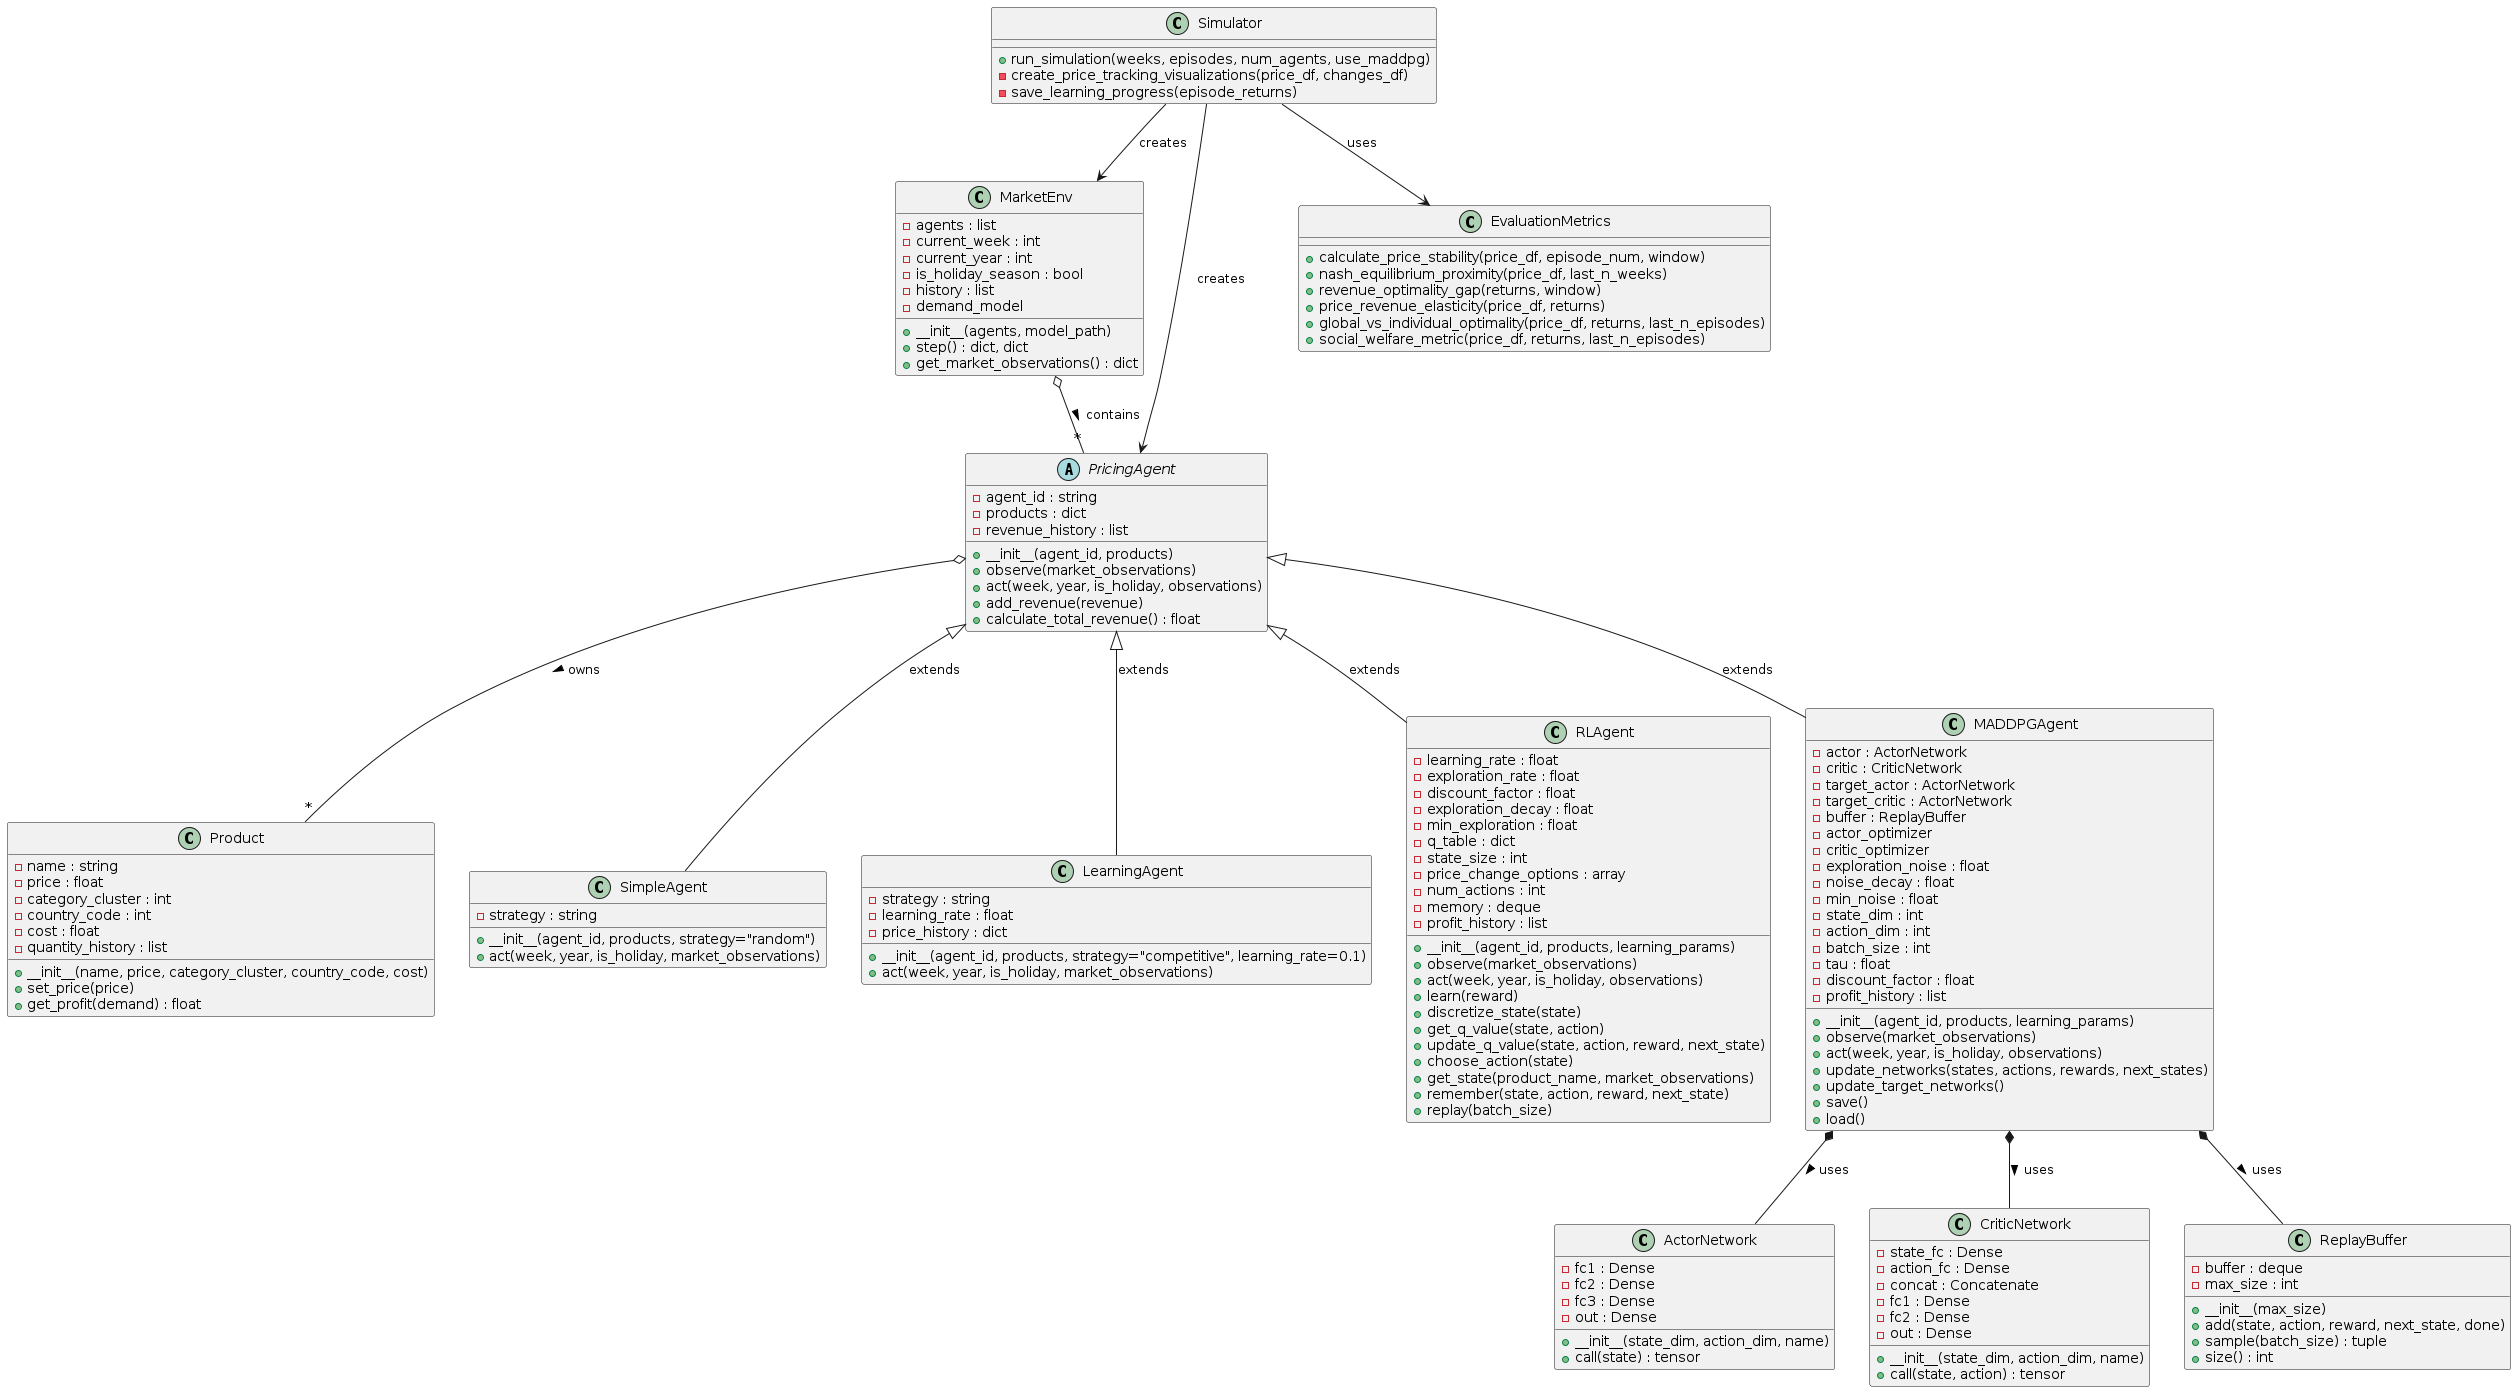 C Simulator
run_simulation(weeks, episodes, num_agents, use_maddpg)
create_price_tracking_visualizations(price_df, changes_df)
save_learning_progress(episode_returns)
creates
uses
creates
C MarketEnv
agents : list
current_week : int
current_year : int
is_holiday_season : bool
history : list
demand_model
__init__(agents, model_path)
step() : dict, dict
get_market_observations() : dict
C EvaluationMetrics
calculate_price_stability(price_df, episode_num, window)
nash_equilibrium_proximity(price_df, last_n_weeks)
revenue_optimality_gap(returns, window)
price_revenue_elasticity(price_df, returns)
global_vs_individual_optimality(price_df, returns, last_n_episodes)
social_welfare_metric(price_df, returns, last_n_episodes)
contains
*
A PricingAgent
agent_id : string
products : dict
revenue_history : list
__init__(agent_id, products)
observe(market_observations)
act(week, year, is_holiday, observations)
add_revenue(revenue)
calculate_total_revenue() : float
owns
extends
extends
extends
extends
*
C Product
name : string
price : float
category_cluster : int
country_code : int
cost : float
quantity_history : list
__init__(name, price, category_cluster, country_code, cost)
set_price(price)
get_profit(demand) : float
C SimpleAgent
strategy : string
__init__(agent_id, products, strategy="random")
act(week, year, is_holiday, market_observations)
C LearningAgent
strategy : string
learning_rate : float
price_history : dict
__init__(agent_id, products, strategy="competitive", learning_rate=0.1)
act(week, year, is_holiday, market_observations)
C RLAgent
learning_rate : float
exploration_rate : float
discount_factor : float
exploration_decay : float
min_exploration : float
q_table : dict
state_size : int
price_change_options : array
num_actions : int
memory : deque
profit_history : list
__init__(agent_id, products, learning_params)
observe(market_observations)
act(week, year, is_holiday, observations)
learn(reward)
discretize_state(state)
get_q_value(state, action)
update_q_value(state, action, reward, next_state)
choose_action(state)
get_state(product_name, market_observations)
remember(state, action, reward, next_state)
replay(batch_size)
C MADDPGAgent
actor : ActorNetwork
critic : CriticNetwork
target_actor : ActorNetwork
target_critic : ActorNetwork
buffer : ReplayBuffer
actor_optimizer
critic_optimizer
exploration_noise : float
noise_decay : float
min_noise : float
state_dim : int
action_dim : int
batch_size : int
tau : float
discount_factor : float
profit_history : list
__init__(agent_id, products, learning_params)
observe(market_observations)
act(week, year, is_holiday, observations)
update_networks(states, actions, rewards, next_states)
update_target_networks()
save()
load()
uses
uses
uses
C ActorNetwork
fc1 : Dense
fc2 : Dense
fc3 : Dense
out : Dense
__init__(state_dim, action_dim, name)
call(state) : tensor
C CriticNetwork
state_fc : Dense
action_fc : Dense
concat : Concatenate
fc1 : Dense
fc2 : Dense
out : Dense
__init__(state_dim, action_dim, name)
call(state, action) : tensor
C ReplayBuffer
buffer : deque
max_size : int
__init__(max_size)
add(state, action, reward, next_state, done)
sample(batch_size) : tuple
size() : int